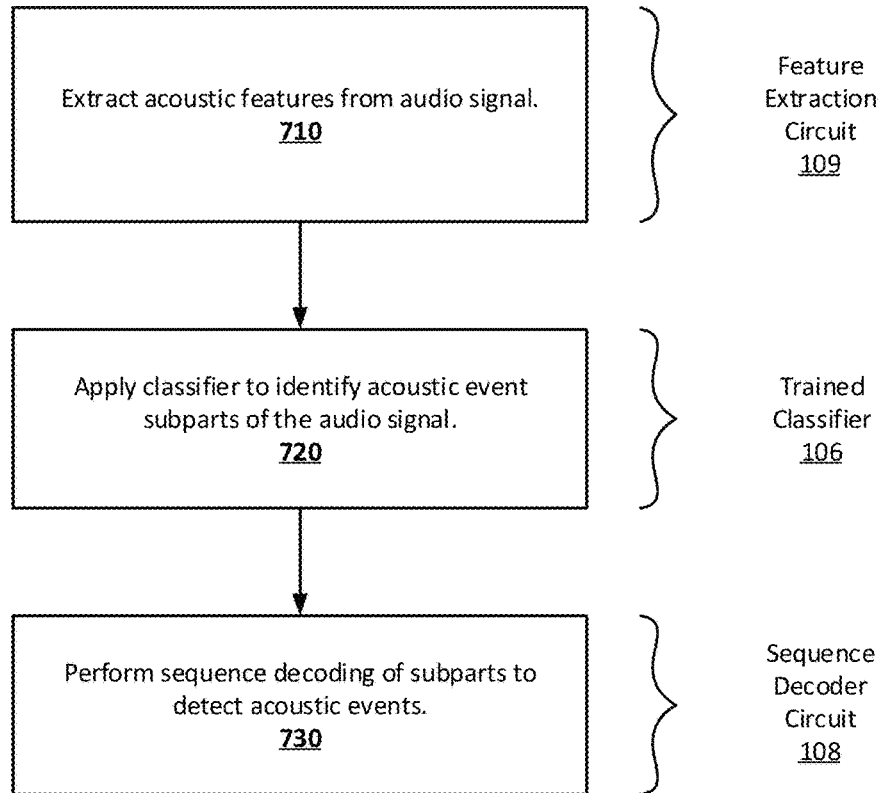 Extract acoustic features from audio signal.
710
Feature
Extraction
Circuit
109
Apply classifier to identify acoustic event
subparts of the audio signal.
720
Trained
Classifier
106
Perform sequence decoding of subparts to
detect acoustic events.
730
Sequence
Decoder
Circuit
108